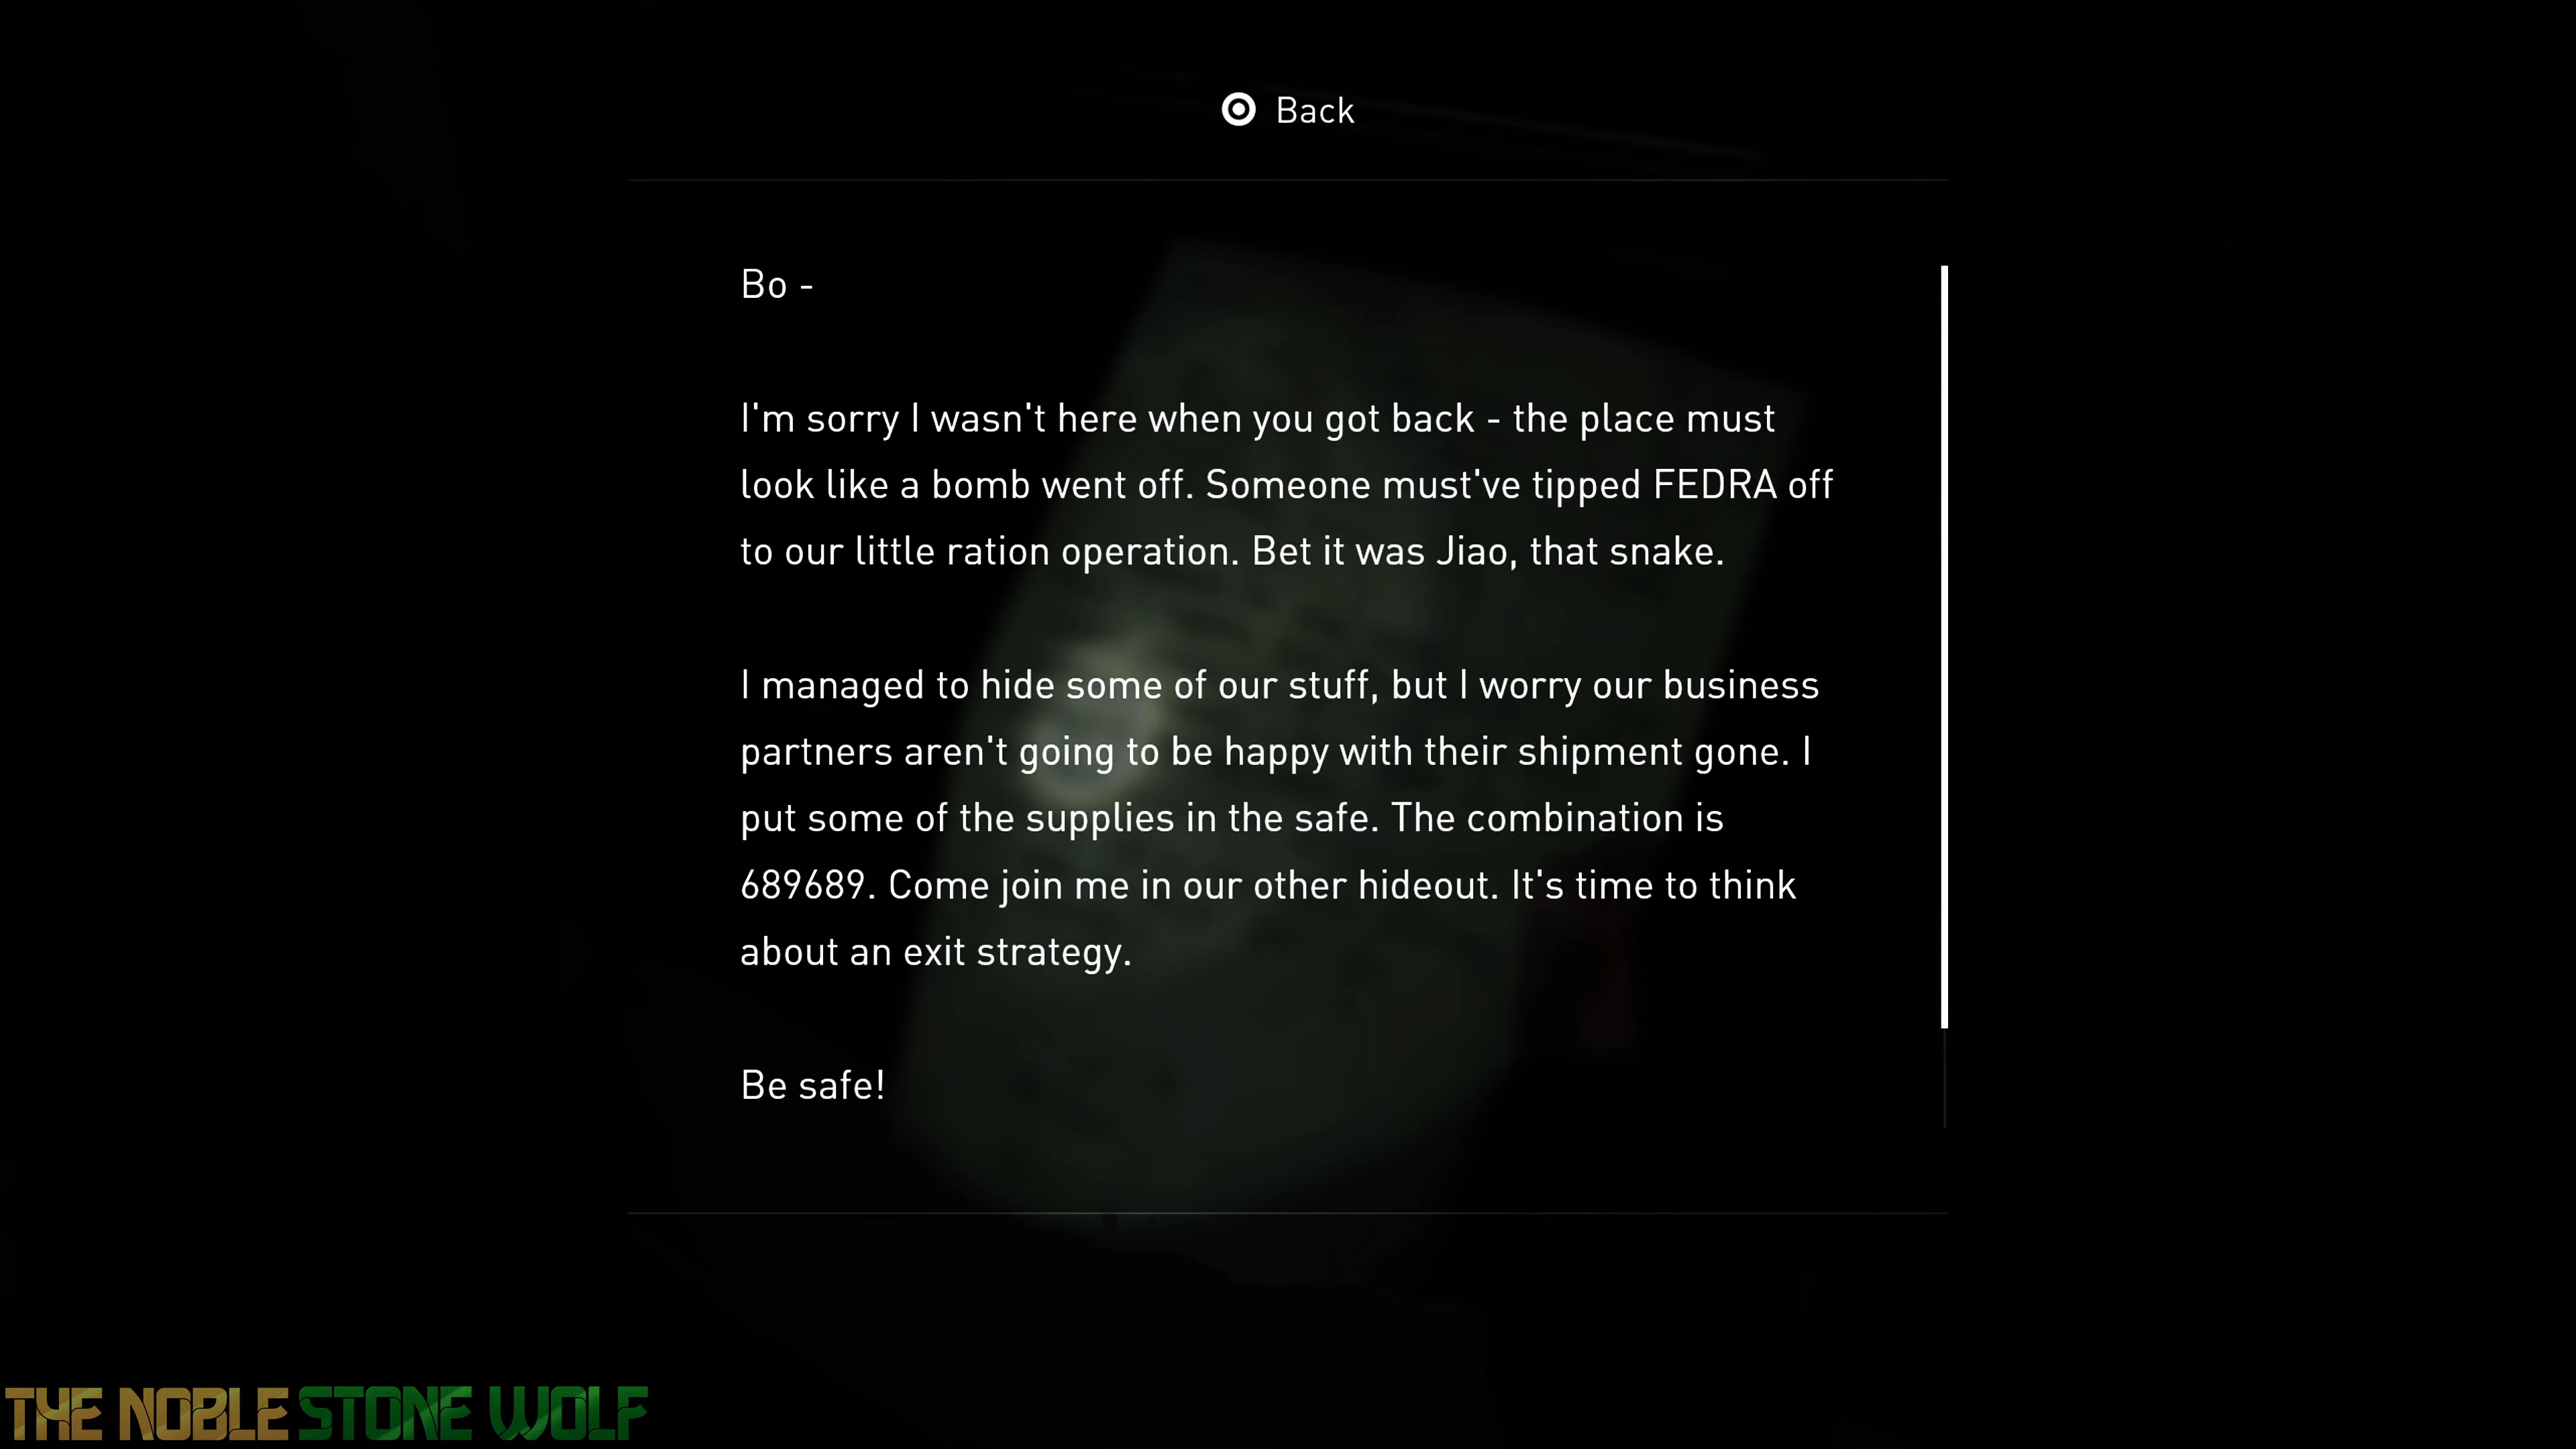 Back
Bo -
I'm sorry I wasn't here when you got back - the place must
look like a bomb went off. Someone must've tipped FEDRA off
to our little ration operation. Bet it was Jiao, that snake.
I managed to hide some of our stuff, but I worry our business
partners aren't going to be happy with their shipment gone. I
put some of the supplies in the safe. The combination is
689689. Come join me in our other hideout. It's time to think
about an exit strategy.
Be safe!
THE NOBLE STONE WOLF